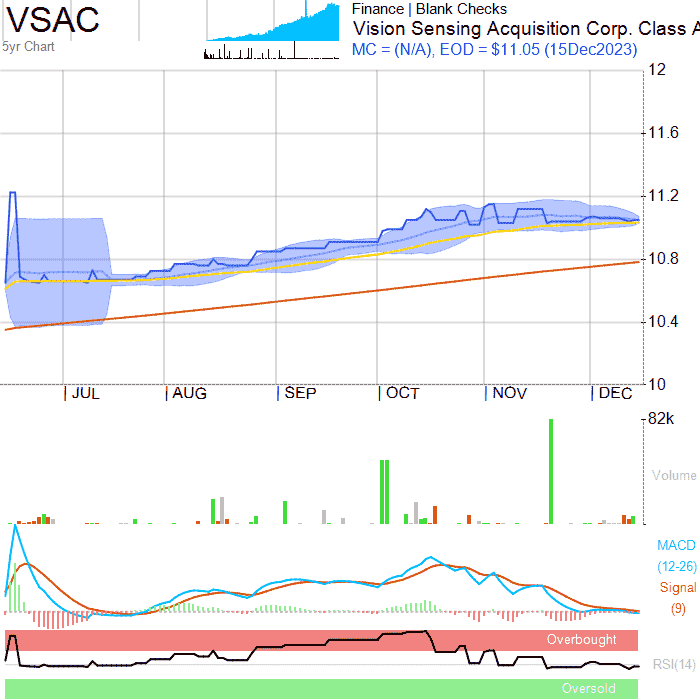 VSAC
5yr Chart
Finance | Blank Checks
Vision Sensing Acquisition Corp. Class A
MC = (N/A), EOD = $11.05 (15Dec2023)
12
11.6
11.2
10.8
10.4
10
JUL AUG SEP OCT NOV DEC
82k
Volume
MACD
(12-26)
Signal
(9)
Overbought
RSI(14)
Oversold